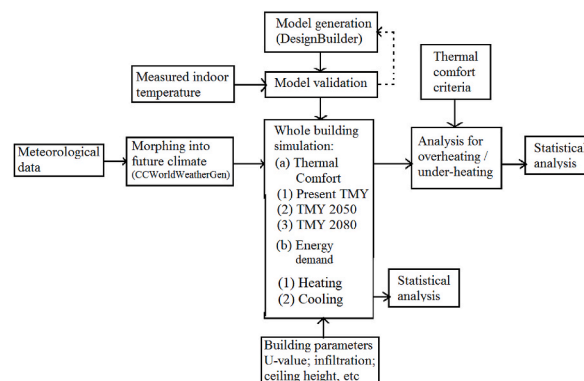 Model generation
(DesignBuilder)
Measured indoor
temperature
Model validation
Thermal
comfort
criteria
Meteorological
data
Morphing into
future climate
(CCWorldWeatherGen)
Whole building
simulation:
(a) Thermal
Comfort
(1) Present TMY
(2) TMY 2050
(3) TMY 2080
(b) Energy
demand
(1) Heating
(2) Cooling
Analysis for
overheating /
under-heating
Statistical
analysis
Statistical
analysis
Building parameters
U-value; infiltration;
ceiling height, etc